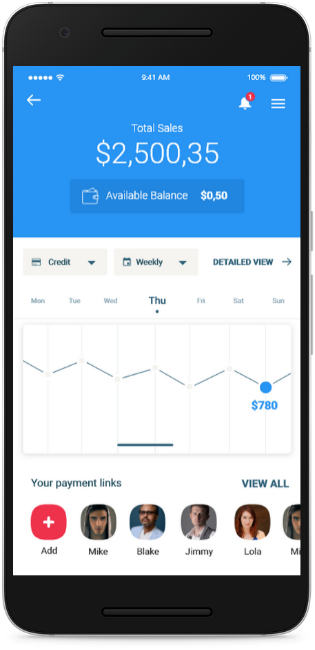 9:41 AM 100%
1
Total Sales
$2,500,35
Available Balance $0,50
Credit Weekly DETAILED VIEW
Mon Tue Wed Thu Fri Sat Sun
$780
Your payment links VIEW ALL
Add Mike Blake Jimmy Lola Mi